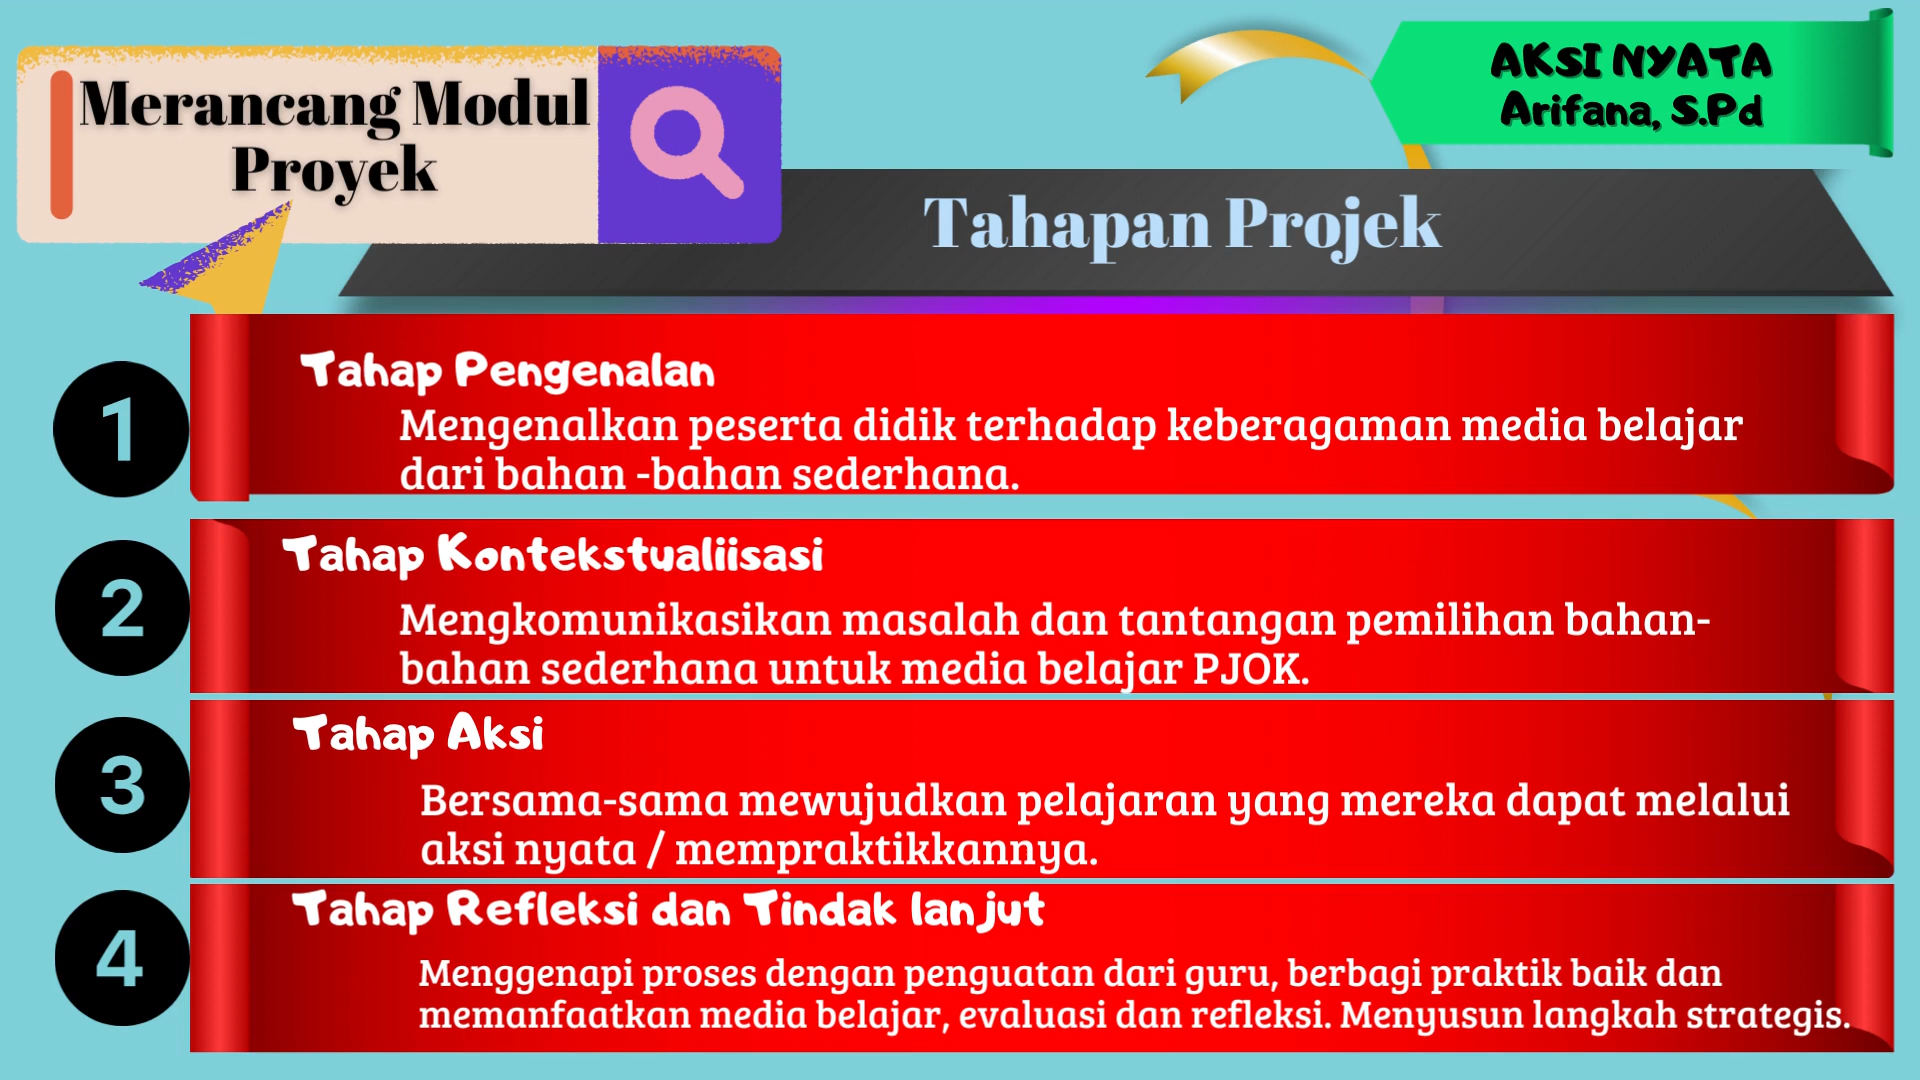 Merancang Modul
Proyek
AKSI NYATA
Arifana, S.Pd
Tahapan Projek
1
Tahap Pengenalan
Mengenalkan peserta didik terhadap keberagaman media belajar
dari bahan -bahan sederhana.
2
Tahap Kontekstualiisasi
Mengkomunikasikan masalah dan tantangan pemilihan bahan-
bahan sederhana untuk media belajar PJOK.
3
Tahap Aksi
Bersama-sama mewujudkan pelajaran yang mereka dapat melalui
aksi nyata / mempraktikkannya.
4
Tahap Refleksi dan Tindak lanjut
Menggenapi proses dengan penguatan dari guru, berbagi praktik baik dan
memanfaatkan media belajar, evaluasi dan refleksi. Menyusun langkah strategis.